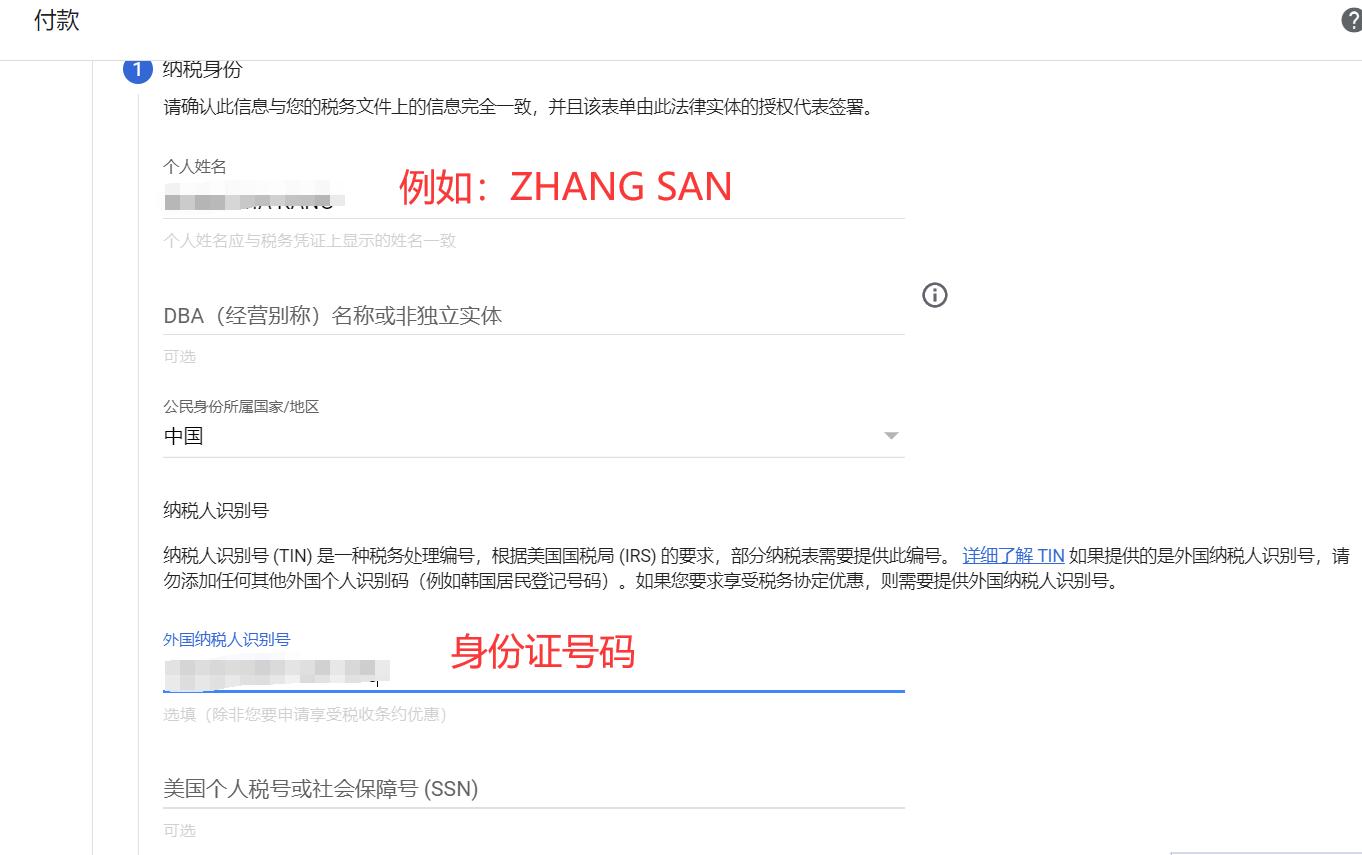 付款
1 纳税身份
请确认此信息与您的税务文件上的信息完全一致，并且该表单由此法律实体的授权代表签署。
个人姓名
例如：ZHANG SAN
个人姓名应与税务凭证上显示的姓名一致
DBA（经营别称）名称或非独立实体
可选
公民身份所属国家/地区
中国
纳税人识别号
纳税人识别号 (TIN) 是一种税务处理编号，根据美国国税局 (IRS) 的要求，部分纳税表需要提供此编号。 详细了解 TIN 如果提供的是外国纳税人识别号，请
勿添加任何其他外国个人识别码（例如韩国居民登记号码）。如果您要求享受税务协定优惠，则需要提供外国纳税人识别号。
外国纳税人识别号
身份证号码
选填（除非您要申请享受税收条约优惠）
美国个人税号或社会保障号 (SSN)
可选